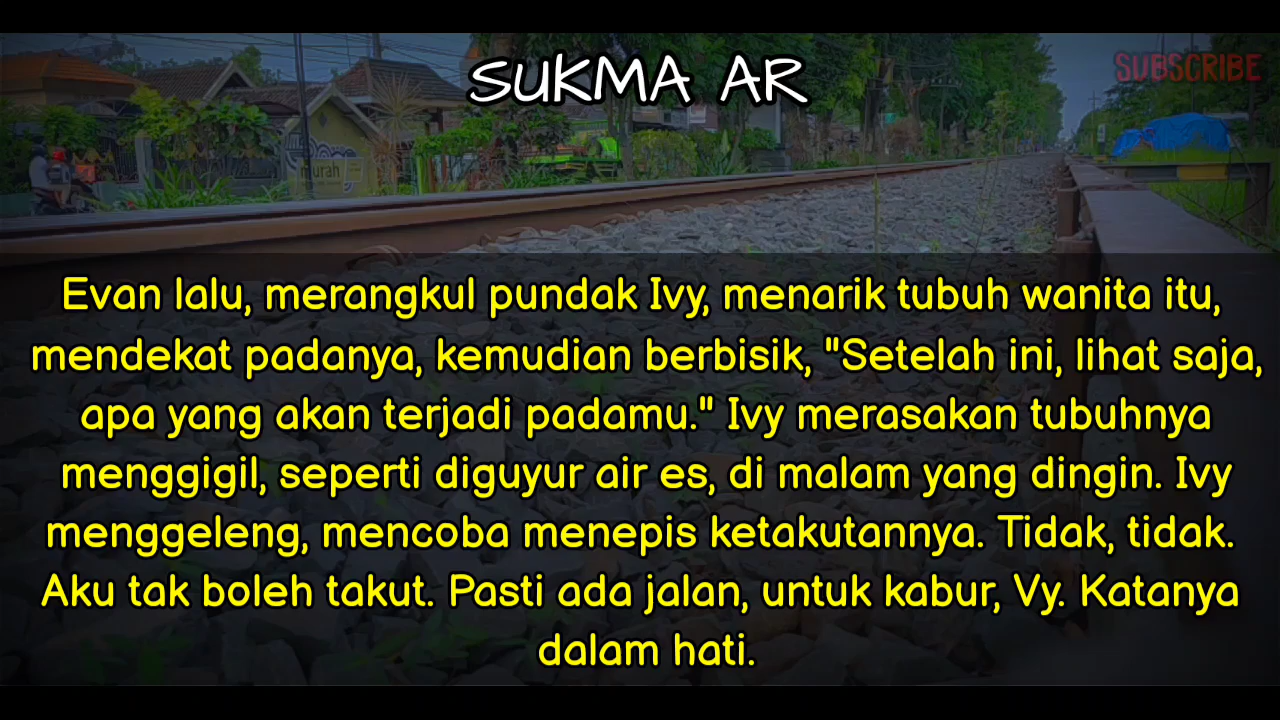 SUKMA AR
SUBSCRIBE
murah
Evan lalu, merangkul pundak Ivy, menarik tubuh wanita itu,
mendekat padanya, kemudian berbisik, "Setelah ini, lihat saja,
apa yang akan terjadi padamu." Ivy merasakan tubuhnya
menggigil, seperti diguyur air es, di malam yang dingin. Ivy
menggeleng, mencoba menepis ketakutannya. Tidak, tidak.
Aku tak boleh takut. Pasti ada jalan, untuk kabur, Vy. Katanya
dalam hati.